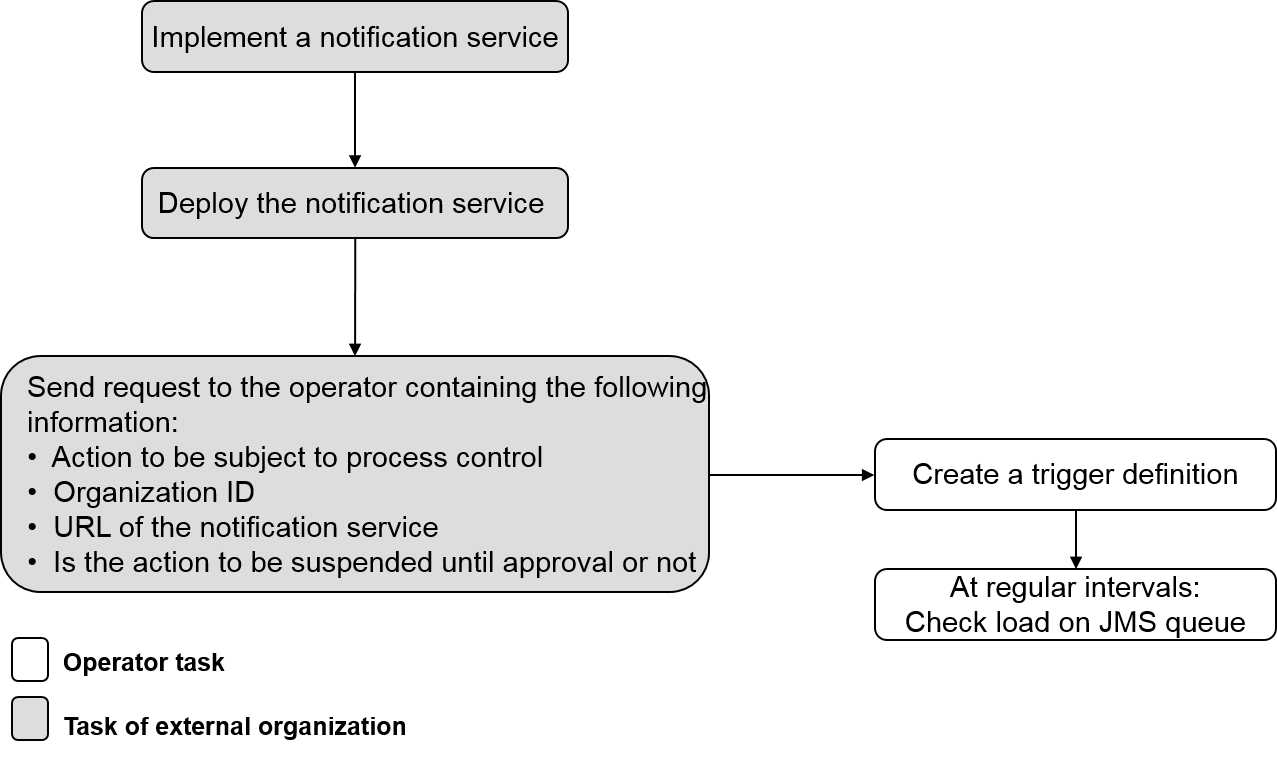 Implement a notification service
Deploy the notification service
Send request to the operator containing the following
information:
• Action to be subject to process control
• Organization ID
• URL of the notification service
• Is the action to be suspended until approval or not
Create a trigger definition
At regular intervals:
Check load on JMS queue
Operator task
Task of external organization